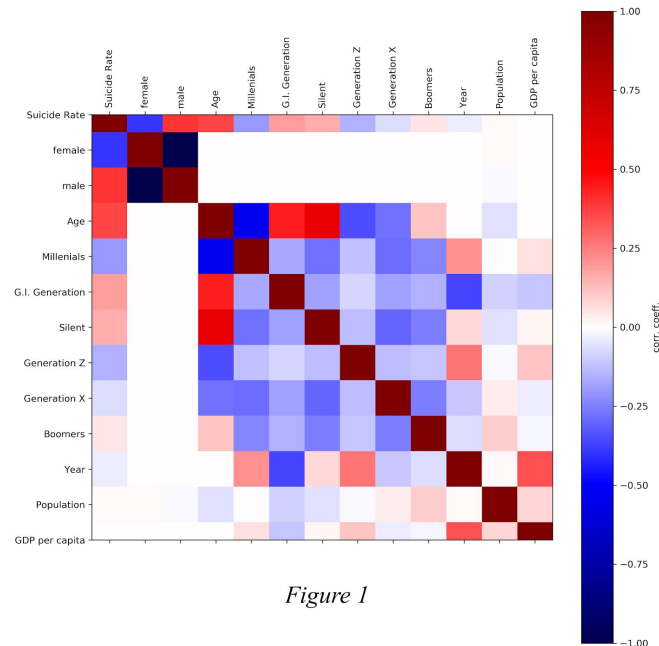 Suicide Rate
female
male
Age
Millenials
G.I. Generation
Silent
Generation Z
Generation X
Boomers
Year
Population
GDP per capita
Suicide Rate
female
male
Age
Millenials
G.I. Generation
Silent
Generation Z
Generation X
Boomers
Year
Population
GDP per capita
1.00
0.75
0.50
0.25
0.00
−0.25
−0.50
−0.75
−1.00
corr. coeff.
Figure 1